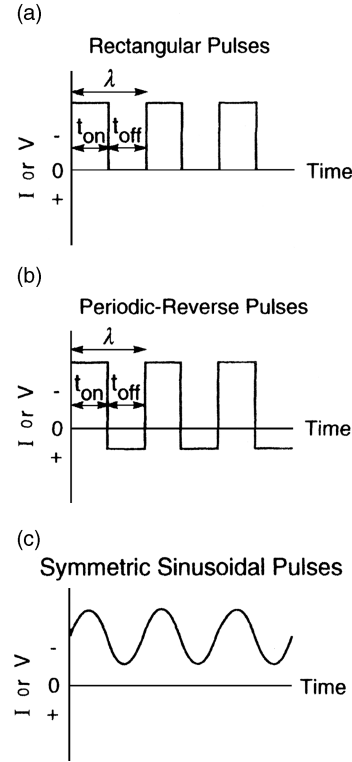 (a)
Rectangular Pulses
λ
t_on t_off
-
I or V 0 Time
+
(b)
Periodic-Reverse Pulses
λ
t_on t_off
-
I or V 0 Time
+
(c)
Symmetric Sinusoidal Pulses
-
I or V 0 Time
+